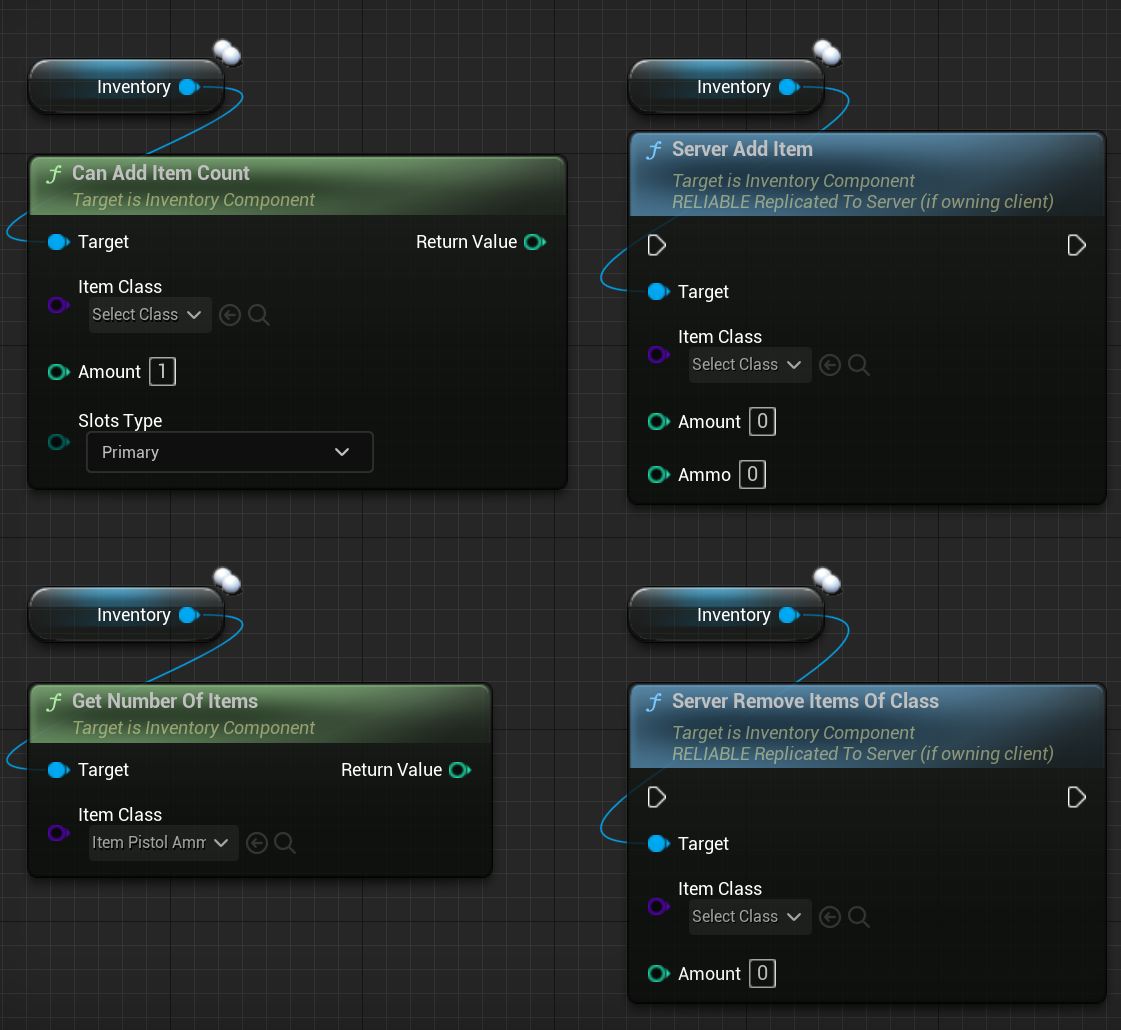 Inventory
Can Add Item Count
Target is Inventory Component
Target
Return Value
Item Class
Select Class
Amount 1
Slots Type
Primary
Inventory
Server Add Item
Target is Inventory Component
RELIABLE Replicated To Server (if owning client)
Target
Item Class
Select Class
Amount 0
Ammo 0
Inventory
Get Number Of Items
Target is Inventory Component
Target
Return Value
Item Class
Item Pistol Amm
Inventory
Server Remove Items Of Class
Target is Inventory Component
RELIABLE Replicated To Server (if owning client)
Target
Item Class
Select Class
Amount 0